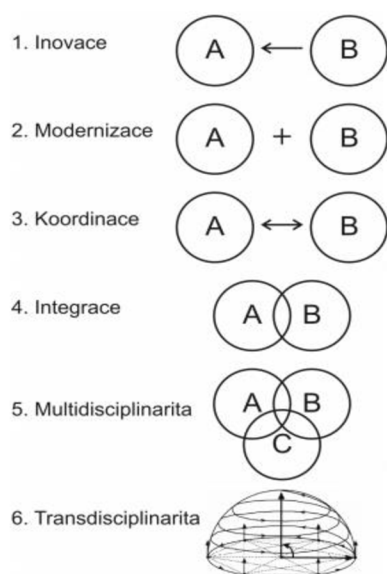 1. Inovace A B
2. Modernizace A + B
3. Koordinace A B
4. Integrace A B
5. Multidisciplinarita A B
C
6. Transdisciplinarita